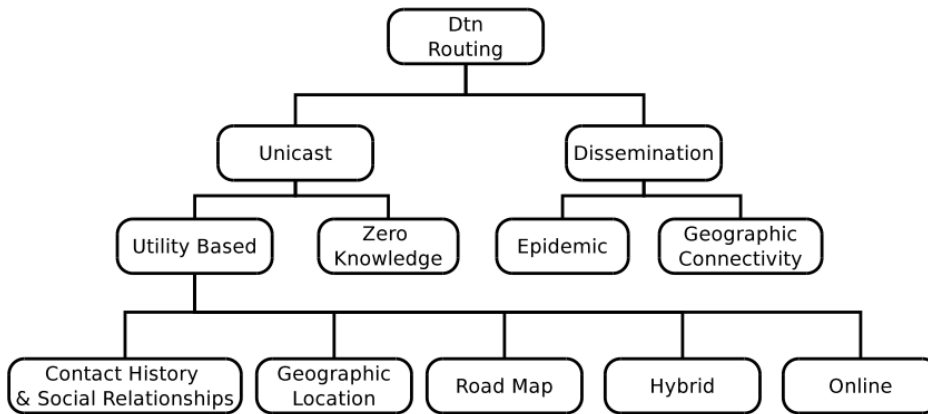 Dtn
Routing
Unicast
Dissemination
Utility Based
Zero
Knowledge
Epidemic
Geographic
Connectivity
Contact History
& Social Relationships
Geographic
Location
Road Map
Hybrid
Online